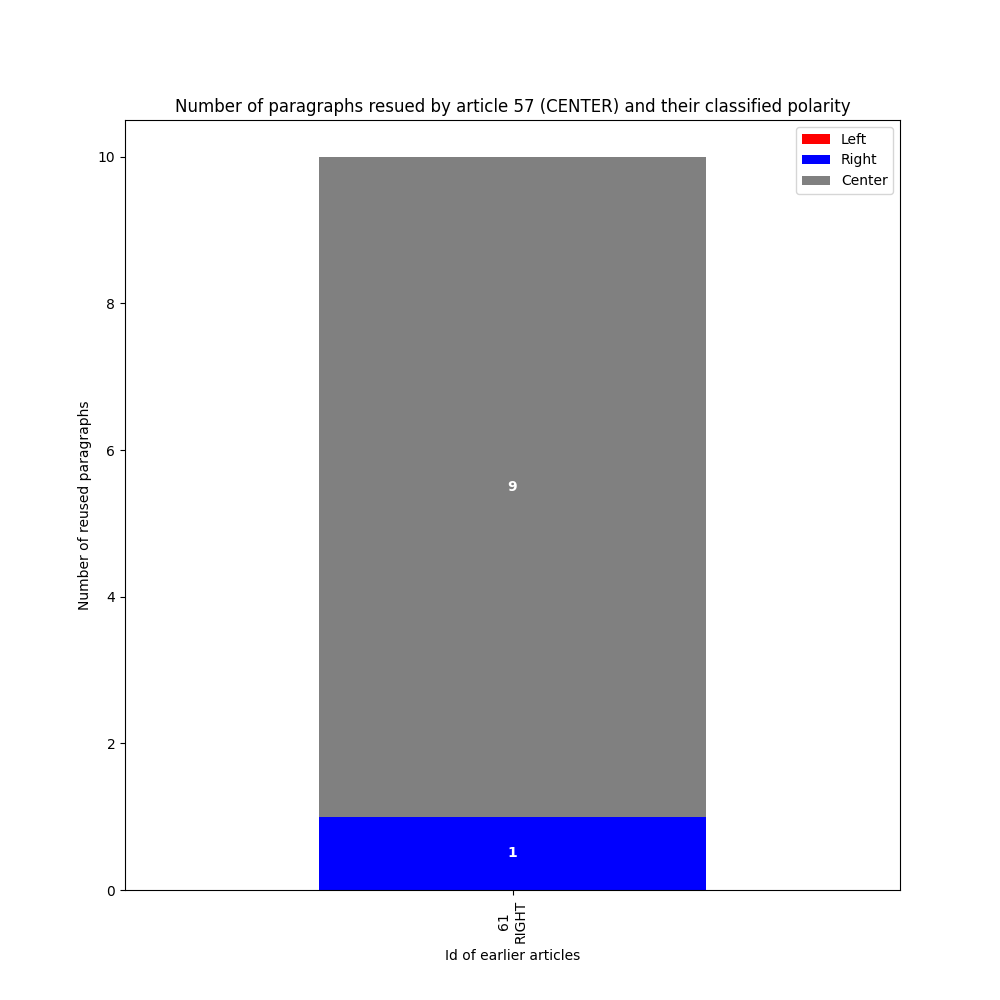 Number of paragraphs resued by article 57 (CENTER) and their classified polarity
Left
Right
Center
10
8
6
4
2
0
Number of reused paragraphs
9
1
61
RIGHT
Id of earlier articles